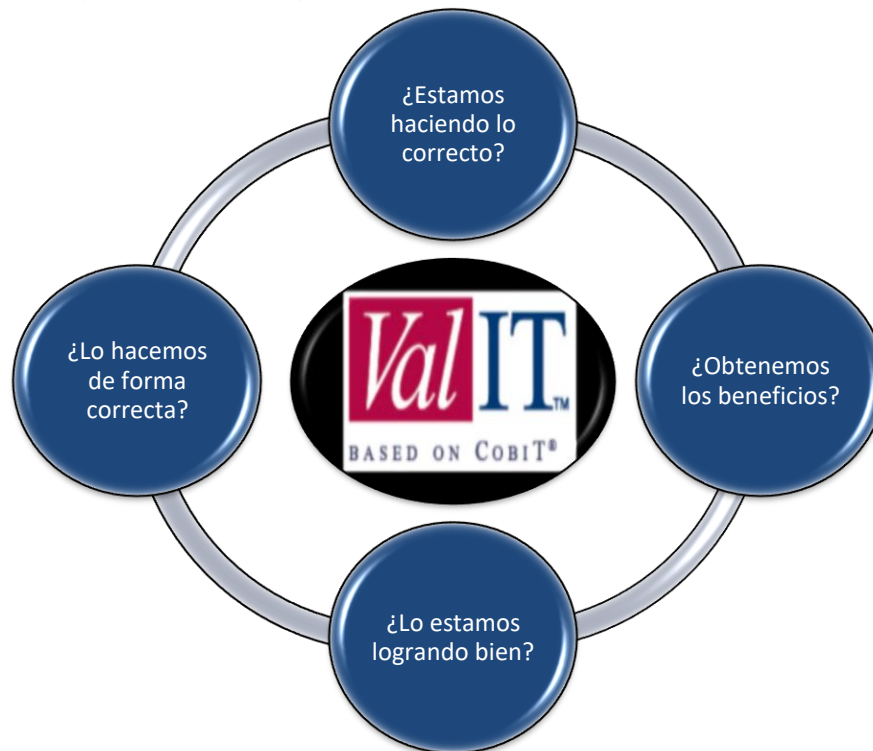 ¿Estamos
haciendo lo
correcto?
¿Lo hacemos
de forma
correcta?
Val IT™
BASED ON COBIT®
¿Obtenemos
los beneficios?
¿Lo estamos
logrando bien?